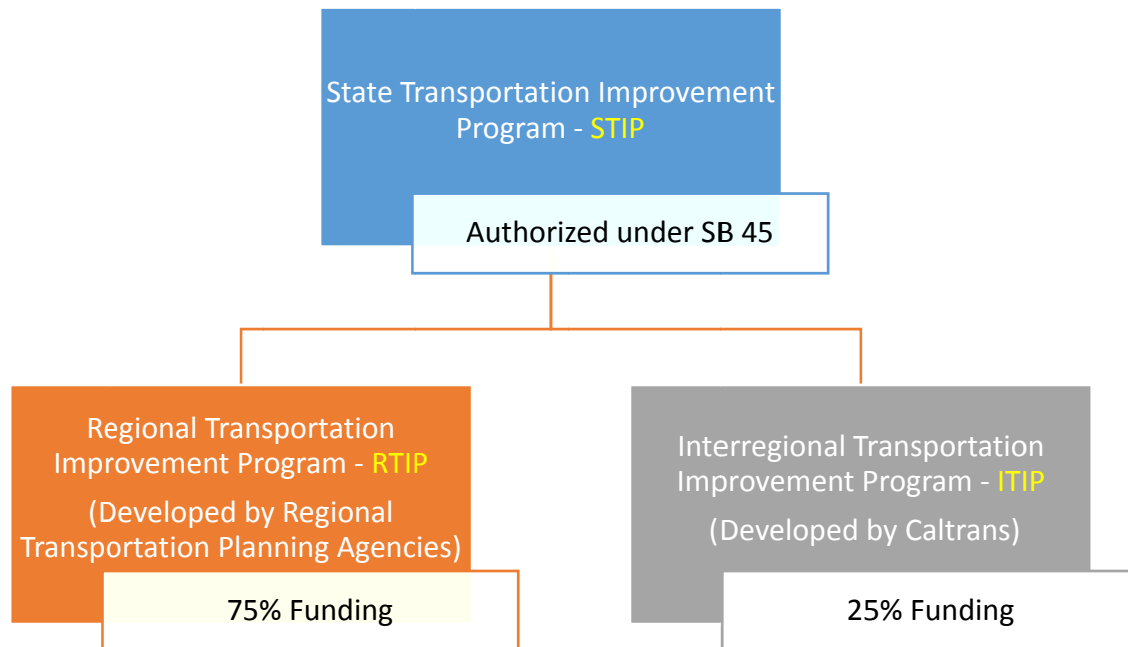 State Transportation Improvement
Program - STIP
Authorized under SB 45
Regional Transportation
Improvement Program - RTIP
(Developed by Regional
Transportation Planning Agencies)
75% Funding
Interregional Transportation
Improvement Program - ITIP
(Developed by Caltrans)
25% Funding